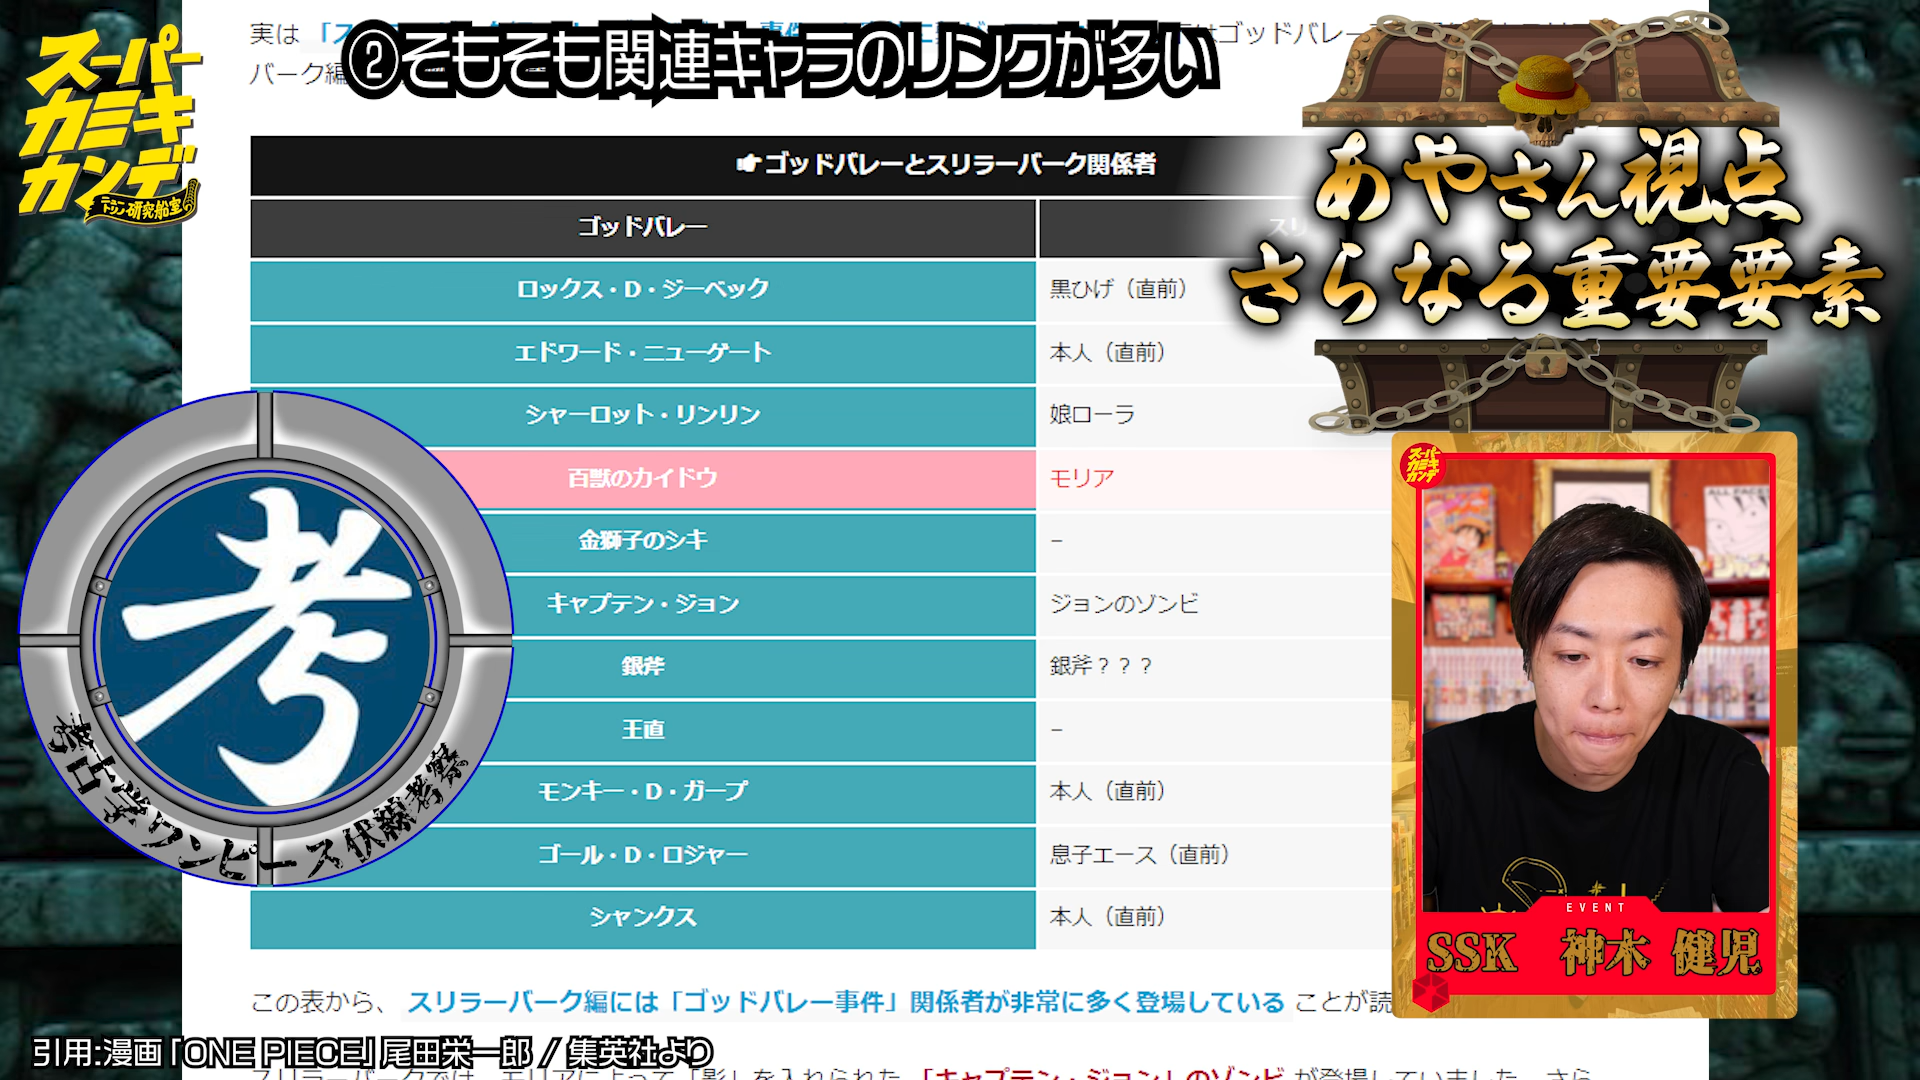 実は
②そもそも関連キャラのリンクが多い
スーパー
カミキ
カンデ
研究船室
あやさん視点
さらなる重要要素
ゴッドバレーとスリラーバーク関係者
ゴッドバレー
ロックス・D・ジーベック 黒ひげ（直前）
エドワード・ニューゲート 本人（直前）
シャーロット・リンリン 娘ローラ
百獣のカイドウ モリア
金獅子のシキ –
キャプテン・ジョン ジョンのゾンビ
銀斧 銀斧？？？
王直 –
モンキー・D・ガープ 本人（直前）
ゴール・D・ロジャー 息子エース（直前）
シャンクス 本人（直前）
考
ワンピース伏線考察
スーパー
カミキ
カンデ
EVENT
SSK 神木 健児
この表から、 スリラーバーク編には「ゴッドバレー事件」関係者が非常に多く登場している ことが読
引用:漫画「ONE PIECE」尾田栄一郎 / 集英社より